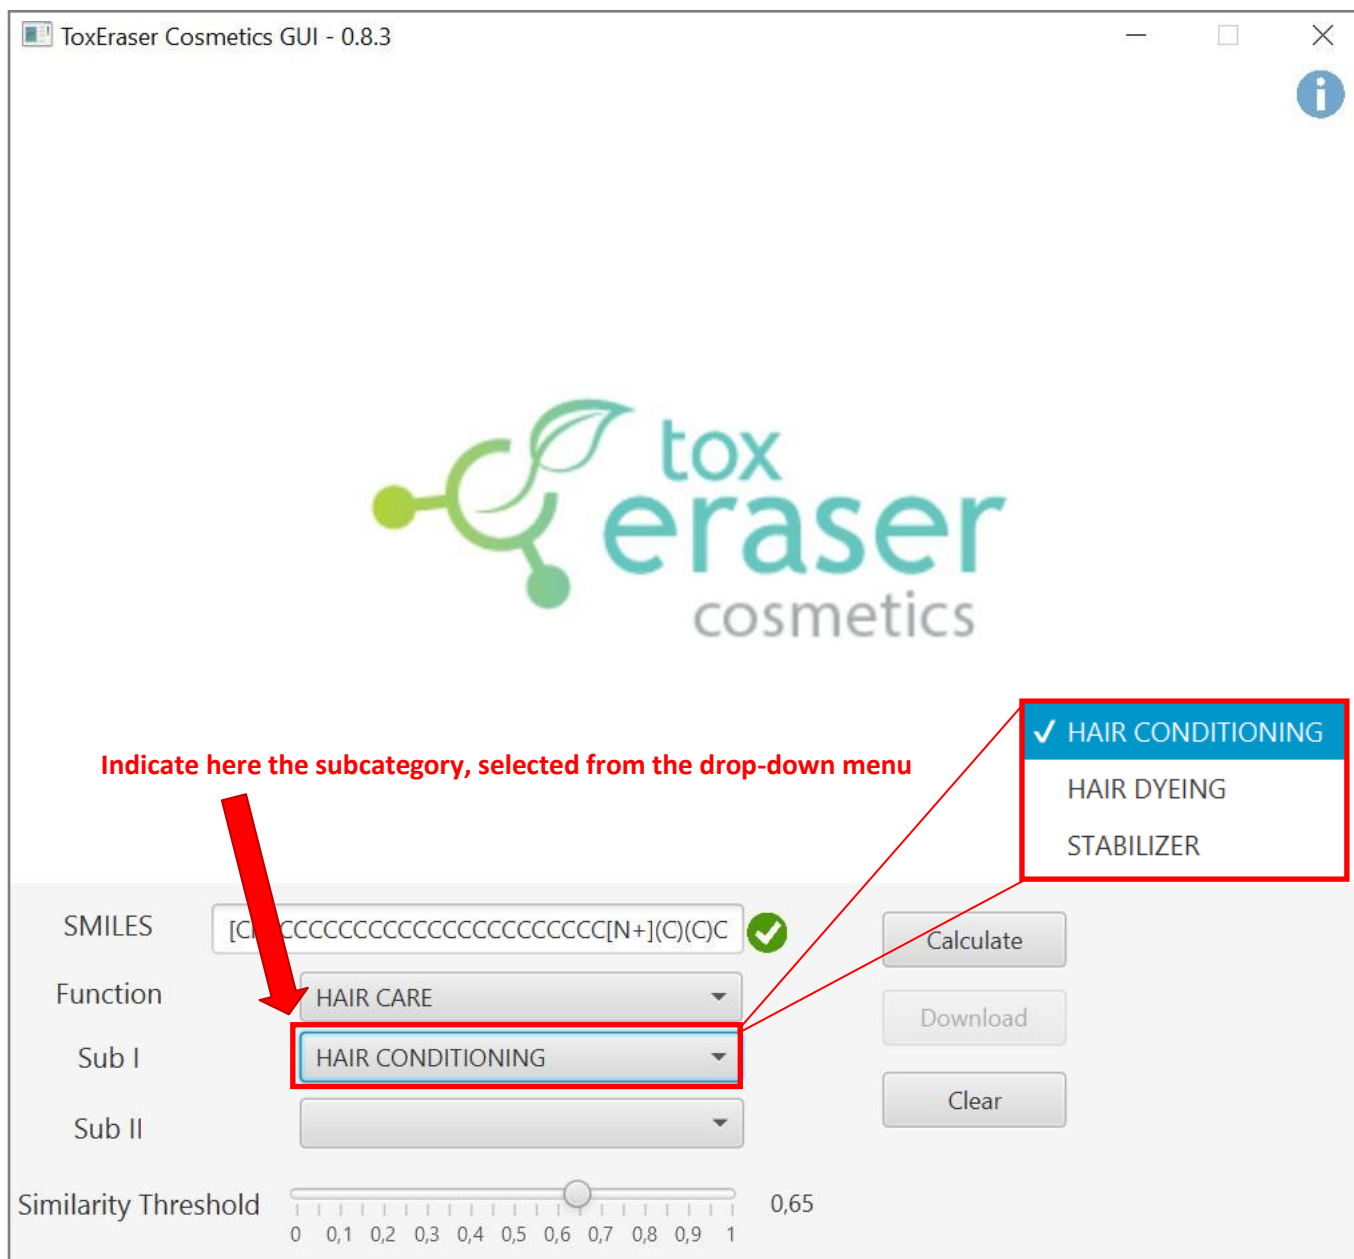 ToxEraser Cosmetics GUI - 0.8.3
i
tox
eraser
cosmetics
✓ HAIR CONDITIONING
HAIR DYEING
STABILIZER
Indicate here the subcategory, selected from the drop-down menu
SMILES
CCCCCCCCCCCCCCCCCCCCCC[N+](C)(C)C
Calculate
Function
HAIR CARE
Download
Sub I
HAIR CONDITIONING
Clear
Sub II
Similarity Threshold
0,65
0 0,1 0,2 0,3 0,4 0,5 0,6 0,7 0,8 0,9 1